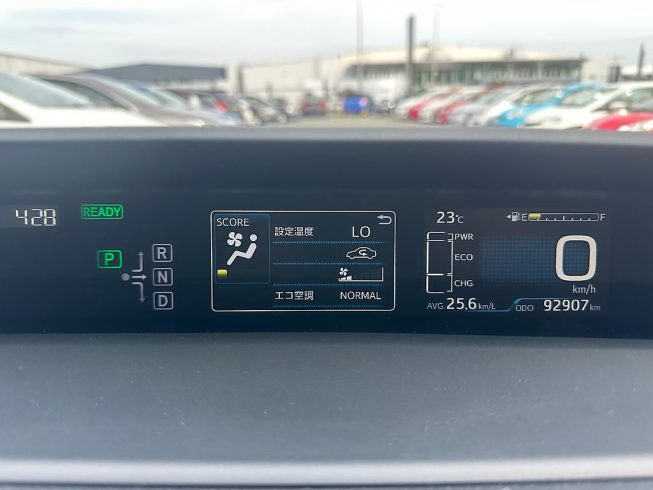 4:28
READY
P
R
N
D
SCORE
設定温度 LO
エコ空調 NORMAL
23℃
E F
PWR
ECO
CHG
0
km/h
AVG. 25.6 km/L
ODO 92907 km